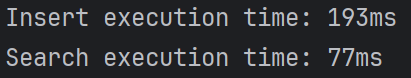 Insert execution time: 193ms
Search execution time: 77ms